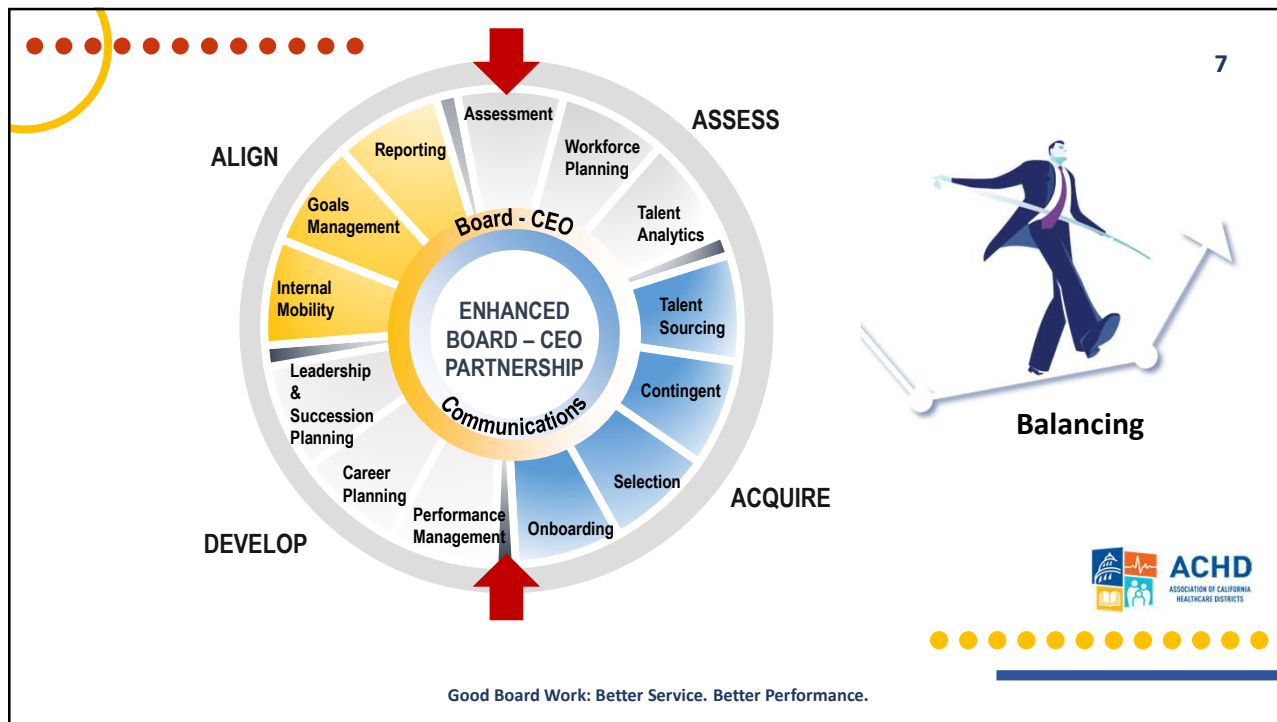 7
ALIGN
ASSESS
Assessment
Workforce
Planning
Talent
Analytics
Talent
Sourcing
Contingent
Selection
Onboarding
Performance
Management
Career
Planning
Leadership
&
Succession
Planning
Internal
Mobility
Goals
Management
Reporting
Board - CEO
ENHANCED
BOARD – CEO
PARTNERSHIP
Communications
DEVELOP
ACQUIRE
Balancing
ACHD
ASSOCIATION OF CALIFORNIA
HEALTHCARE DISTRICTS
Good Board Work: Better Service. Better Performance.